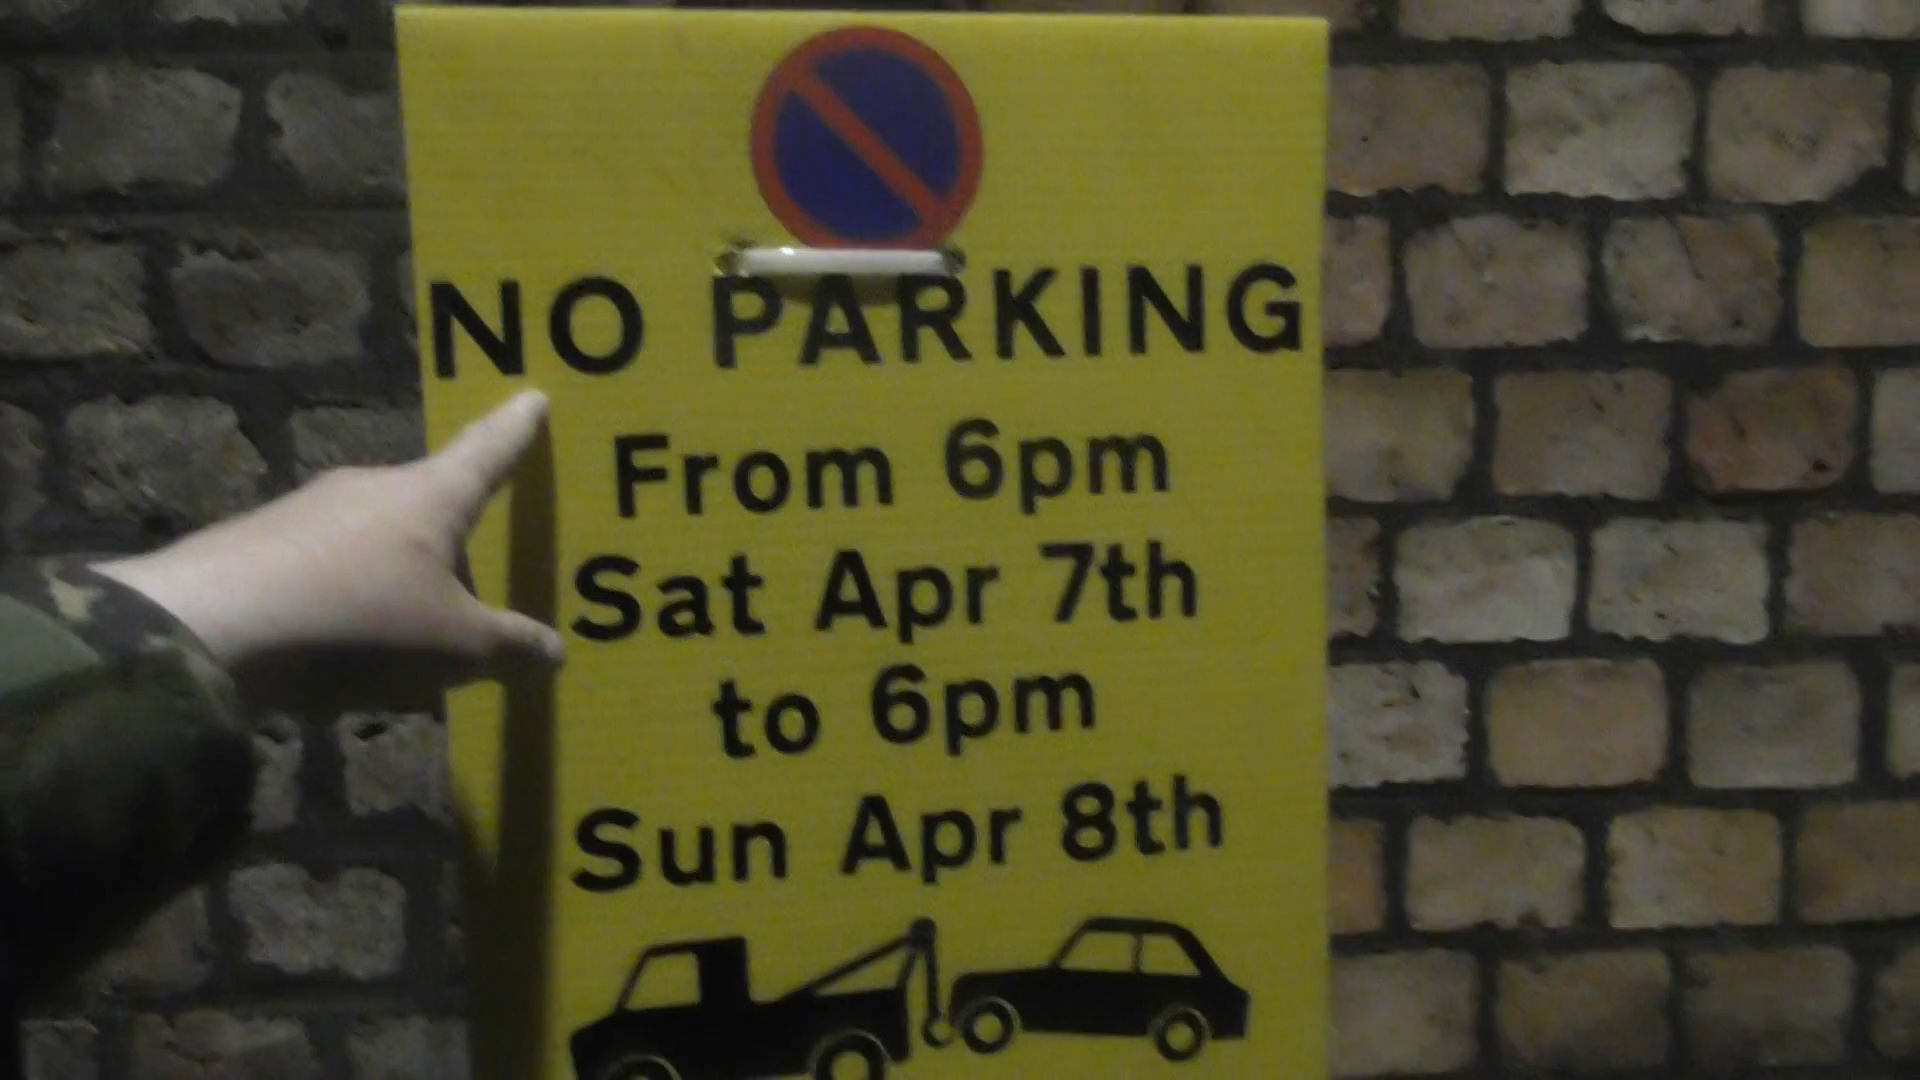 NO PARKING
From 6pm
Sat Apr 7th
to 6pm
Sun Apr 8th